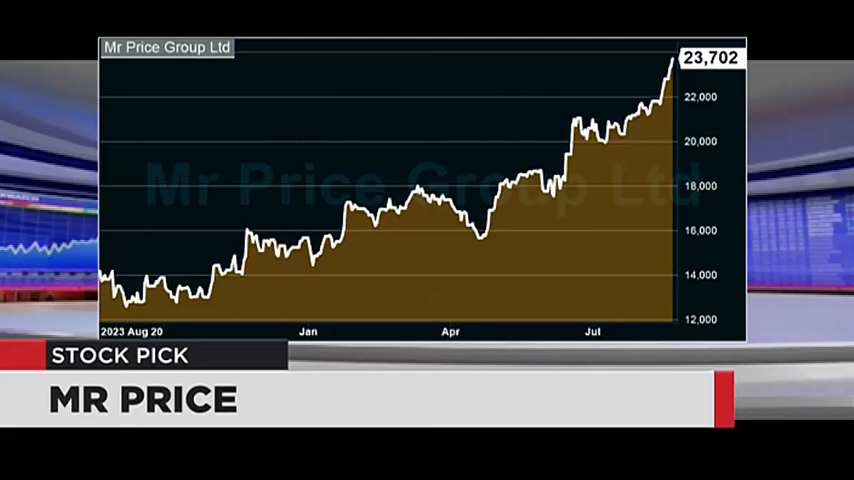 Mr Price Group Ltd
23,702
22,000
20,000
Mr Price Group Ltd
18,000
16,000
14,000
12,000
2023 Aug 20 Jan Apr Jul
STOCK PICK
MR PRICE